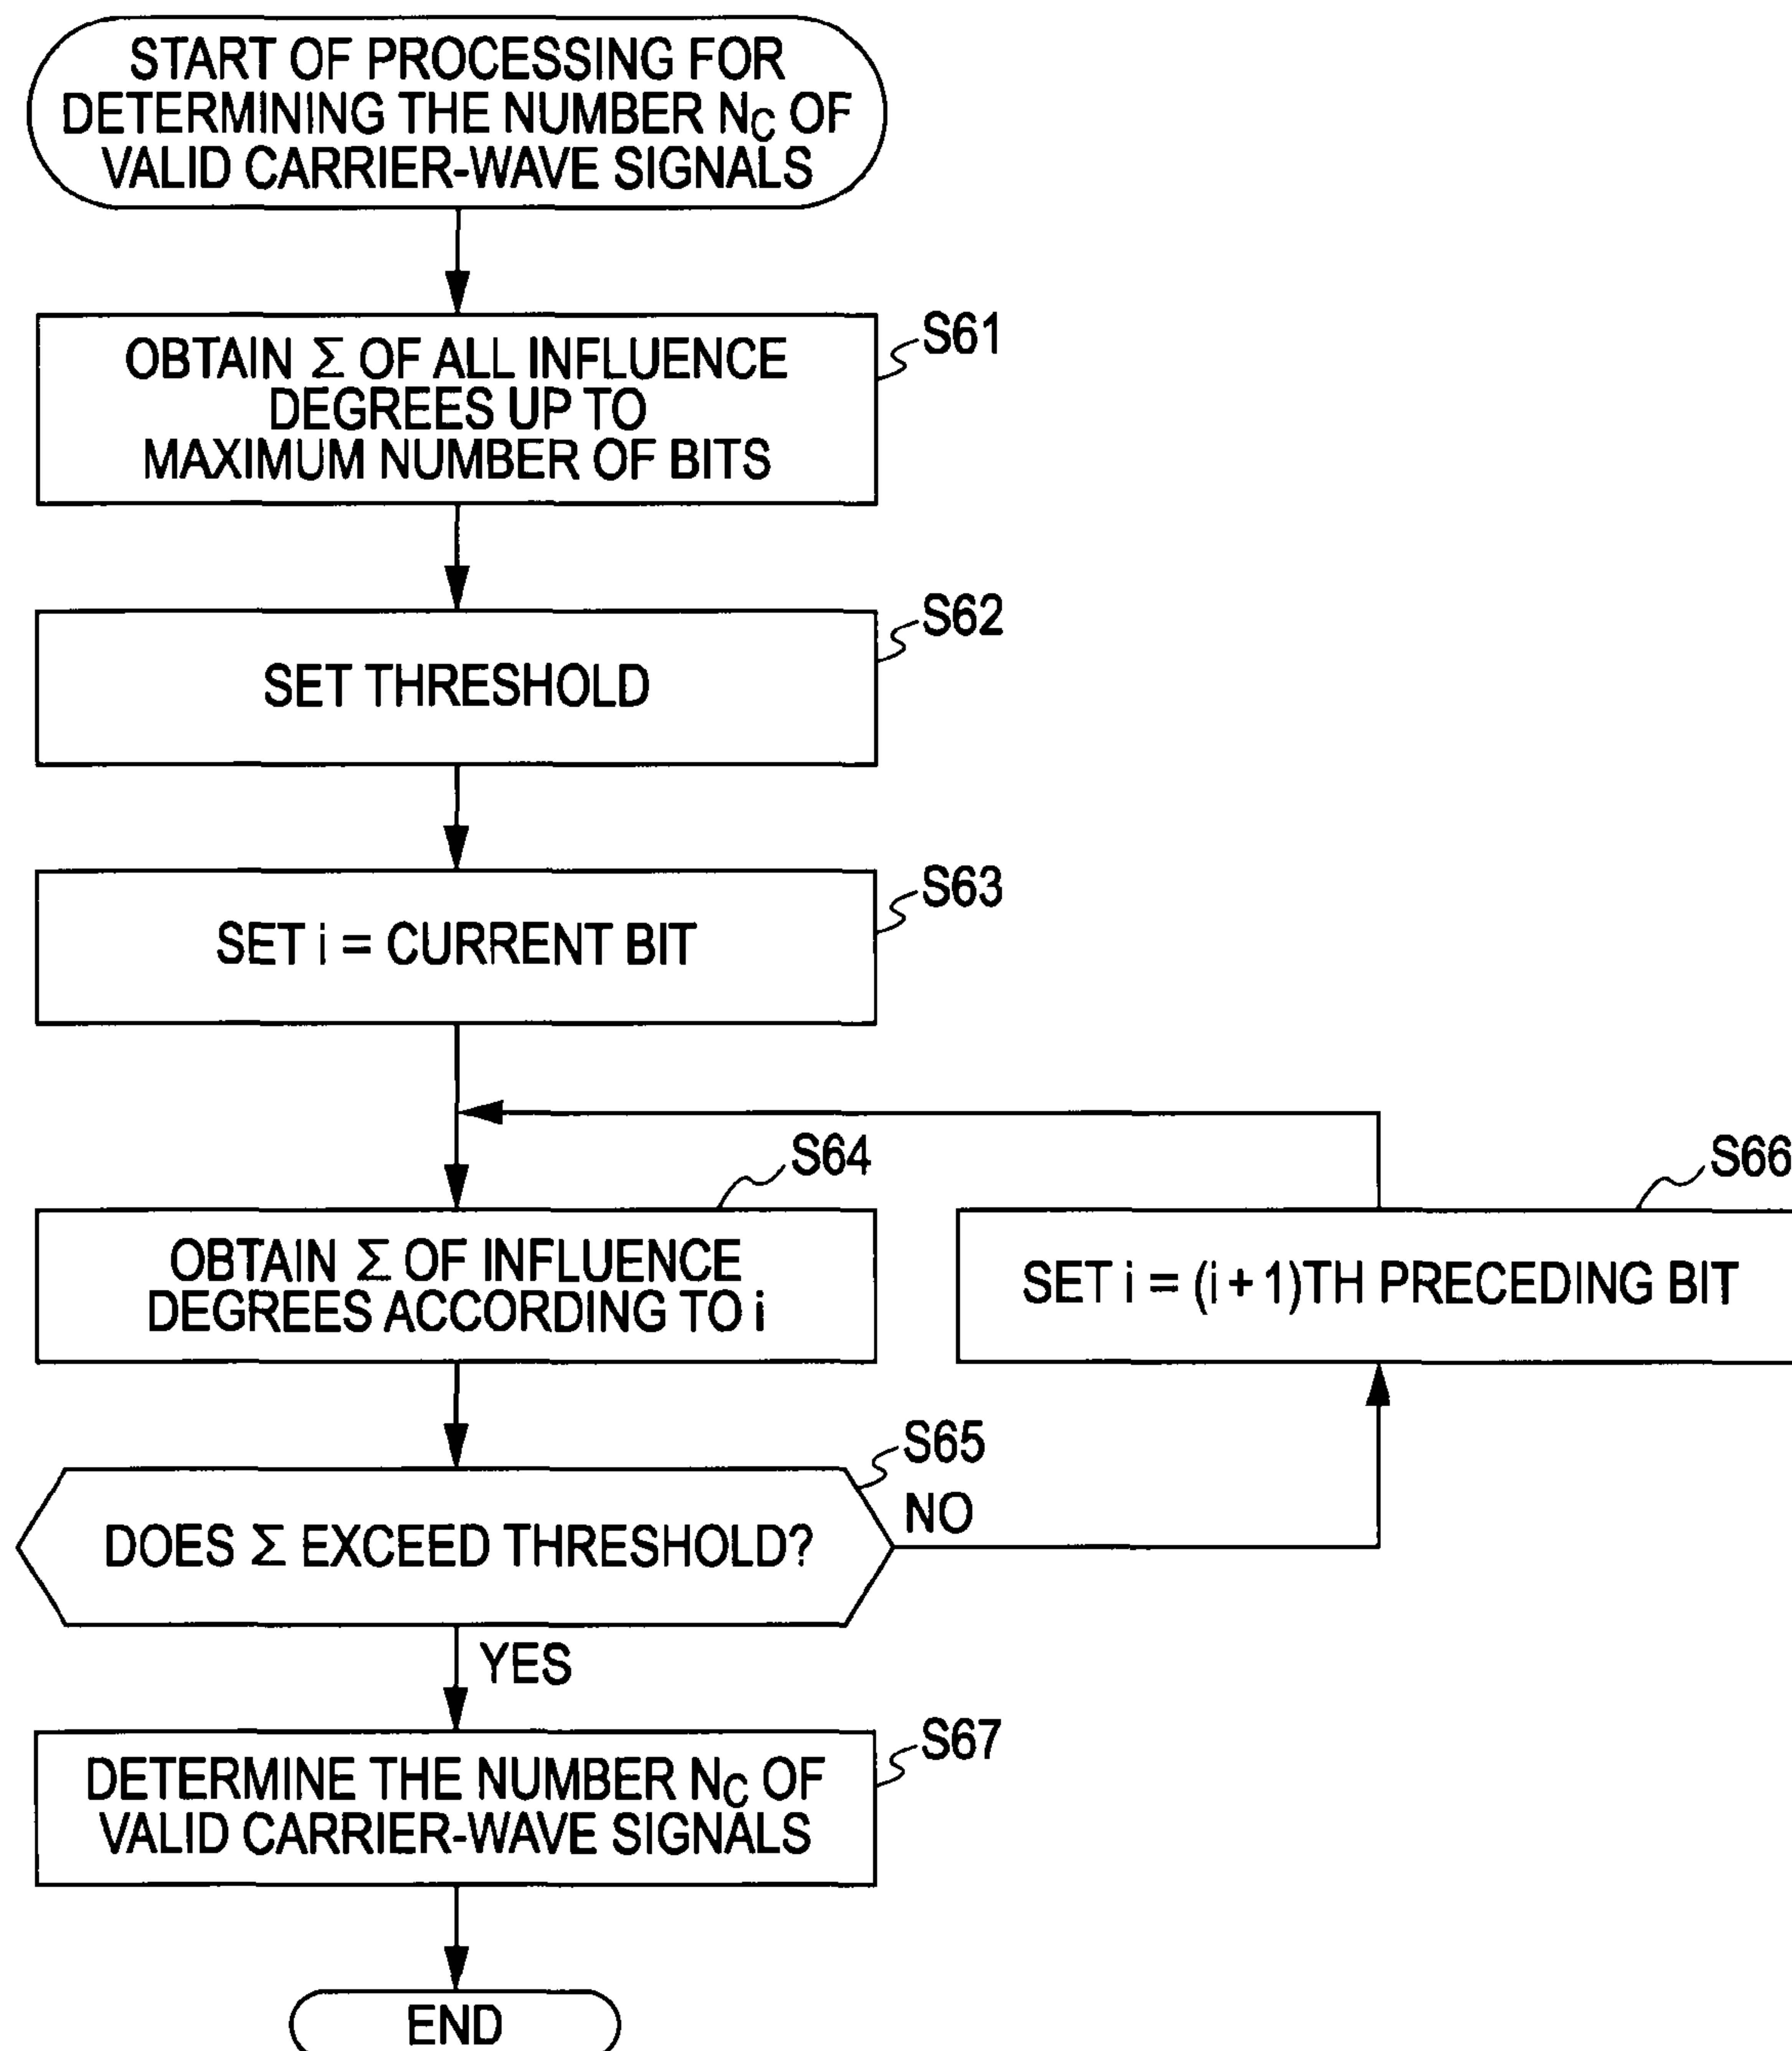 START OF PROCESSING FOR
DETERMINING THE NUMBER NC OF
VALID CARRIER-WAVE SIGNALS
S61
OBTAIN Σ OF ALL INFLUENCE
DEGREES UP TO
MAXIMUM NUMBER OF BITS
S62
SET THRESHOLD
S63
SET i = CURRENT BIT
S64
OBTAIN Σ OF INFLUENCE
DEGREES ACCORDING TO i
S66
SET i = (i + 1)TH PRECEDING BIT
S65
DOES Σ EXCEED THRESHOLD?
NO
YES
S67
DETERMINE THE NUMBER NC OF
VALID CARRIER-WAVE SIGNALS
END